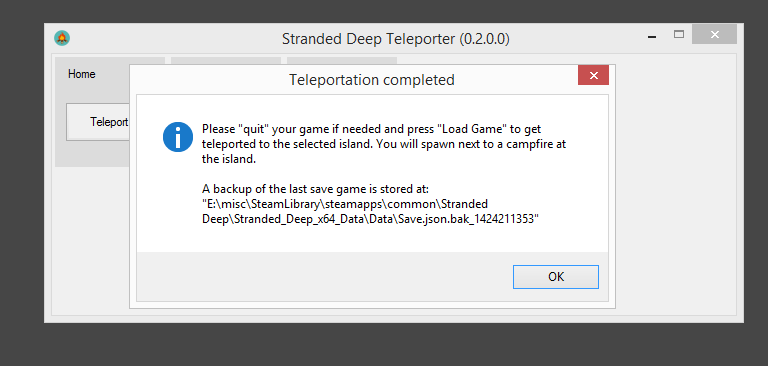 Stranded Deep Teleporter (0.2.0.0)
Home
Teleport
Teleportation completed
Please "quit" your game if needed and press "Load Game" to get
teleported to the selected island. You will spawn next to a campfire at
the island.
A backup of the last save game is stored at:
"E:\misc\SteamLibrary\steamapps\common\Stranded
Deep\Stranded_Deep_x64_Data\Data\Save.json.bak_1424211353"
OK